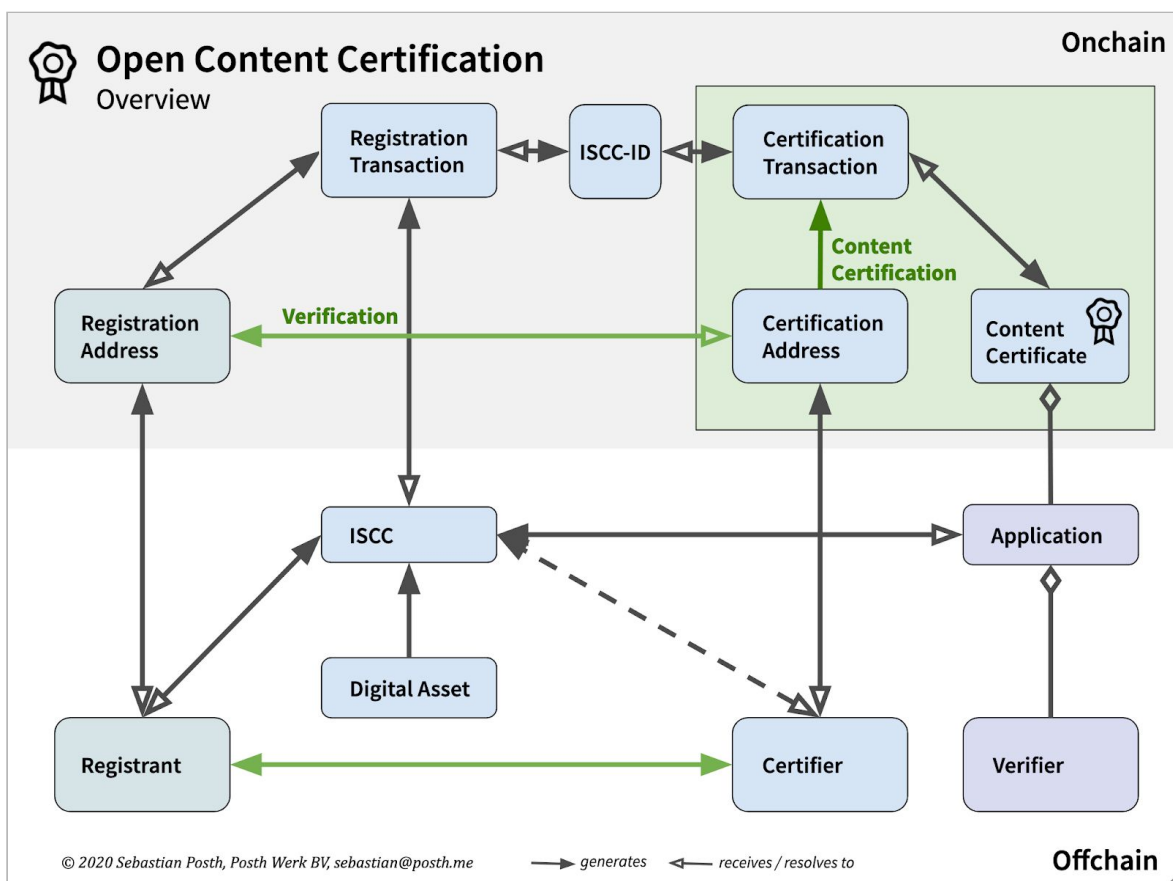 Onchain
Open Content Certification
Overview
Registration
Transaction
ISCC-ID
Certification
Transaction
Content
Certification
Registration
Address
Verification
Certification
Address
Content
Certificate
ISCC
Application
Digital Asset
Registrant
Certifier
Verifier
© 2020 Sebastian Posth, Posth Werk BV, sebastian@posth.me
generates
receives / resolves to
Offchain